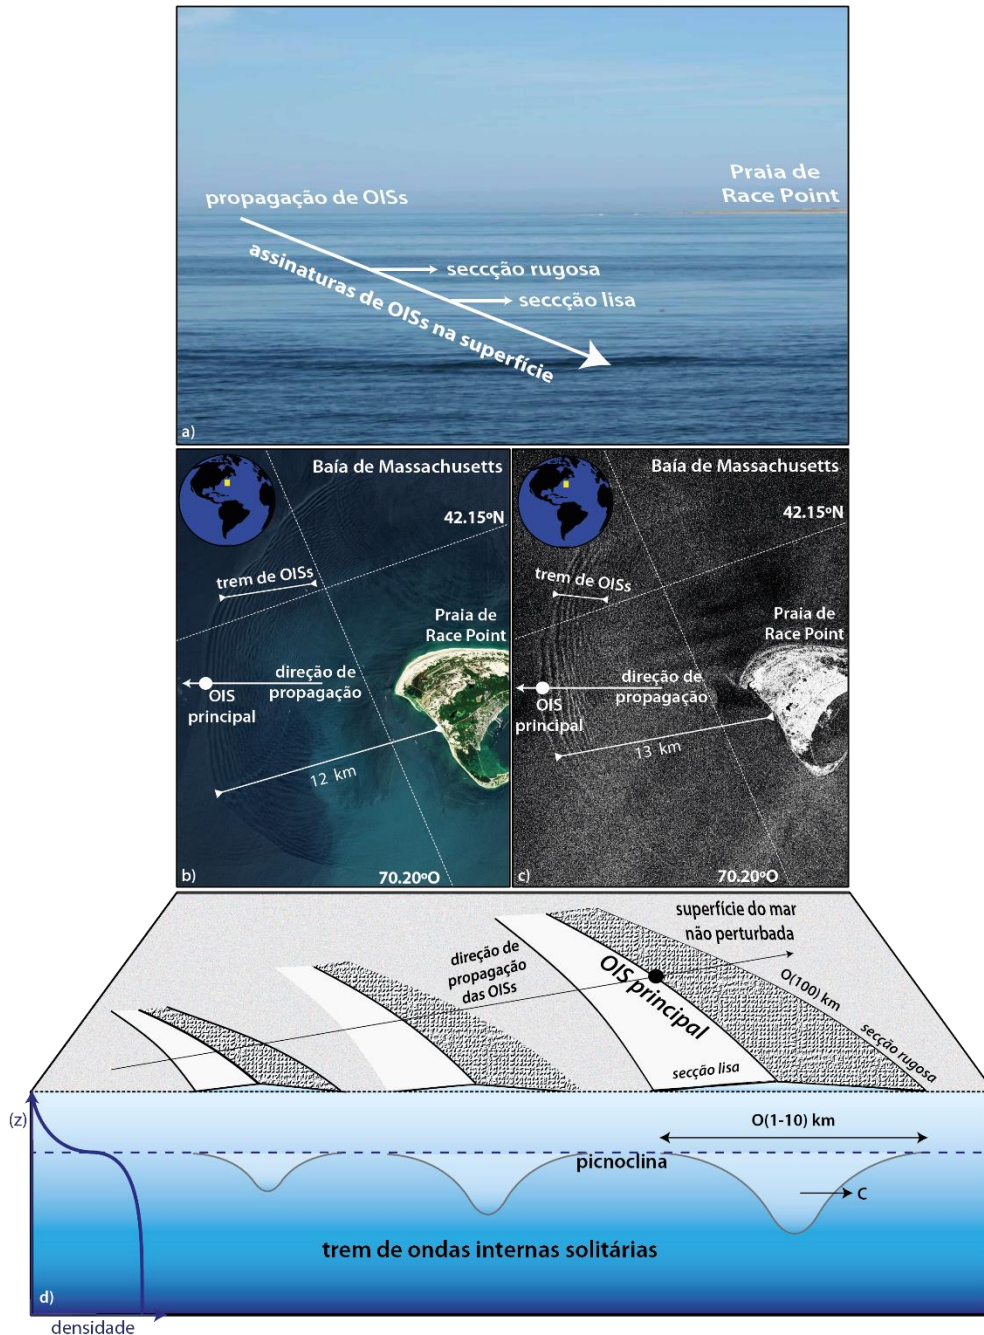 propagação de OISs
Praia de
Race Point
assinaturas de OISs na superfície
seccção rugosa
seccção lisa
a)
Baía de Massachusetts
42.15ºN
trem de OISs
Praia de
Race Point
direção de
propagação
OIS
principal
12 km
b)
70.20ºO
Baía de Massachusetts
42.15ºN
trem de OISs
Praia de
Race Point
direção de
propagação
OIS
principal
13 km
c)
superfície do mar
não perturbada
direção de
propagação
das OISs
OIS principal
O(100) km
secção rugosa
secção lisa
(z)
O(1-10) km
picnoclina
C
trem de ondas internas solitárias
d)
densidade